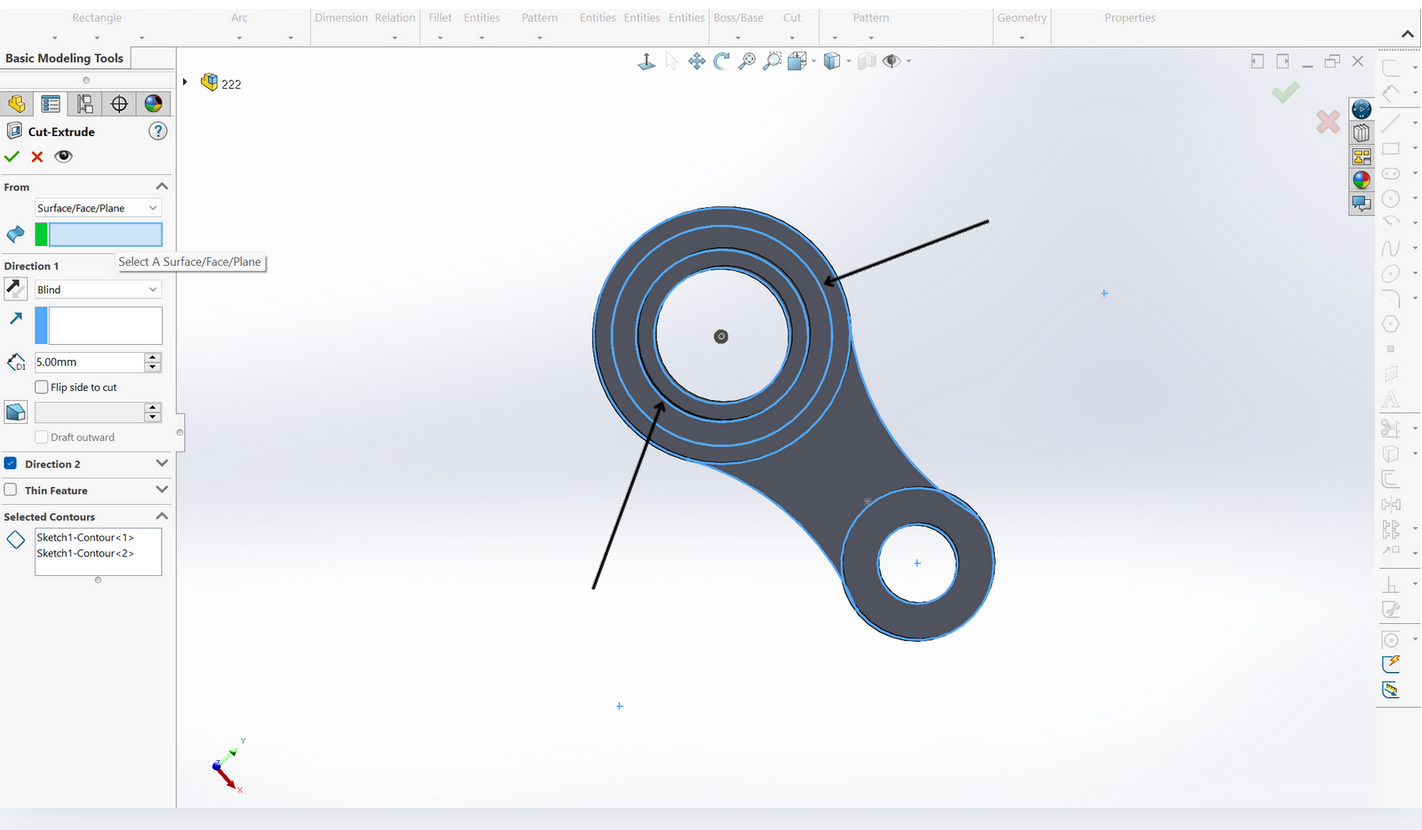 Rectangle Arc Dimension Relation Fillet Entities Pattern Entities Entities Entities Boss/Base Cut Pattern Geometry Properties
Basic Modeling Tools
222
Cut-Extrude
?
From
Surface/Face/Plane
Select A Surface/Face/Plane
Direction 1
Blind
D1
5.00mm
Flip side to cut
Draft outward
Direction 2
Thin Feature
Selected Contours
Sketch1-Contour<1>
Sketch1-Contour<2>
Y
Z
X